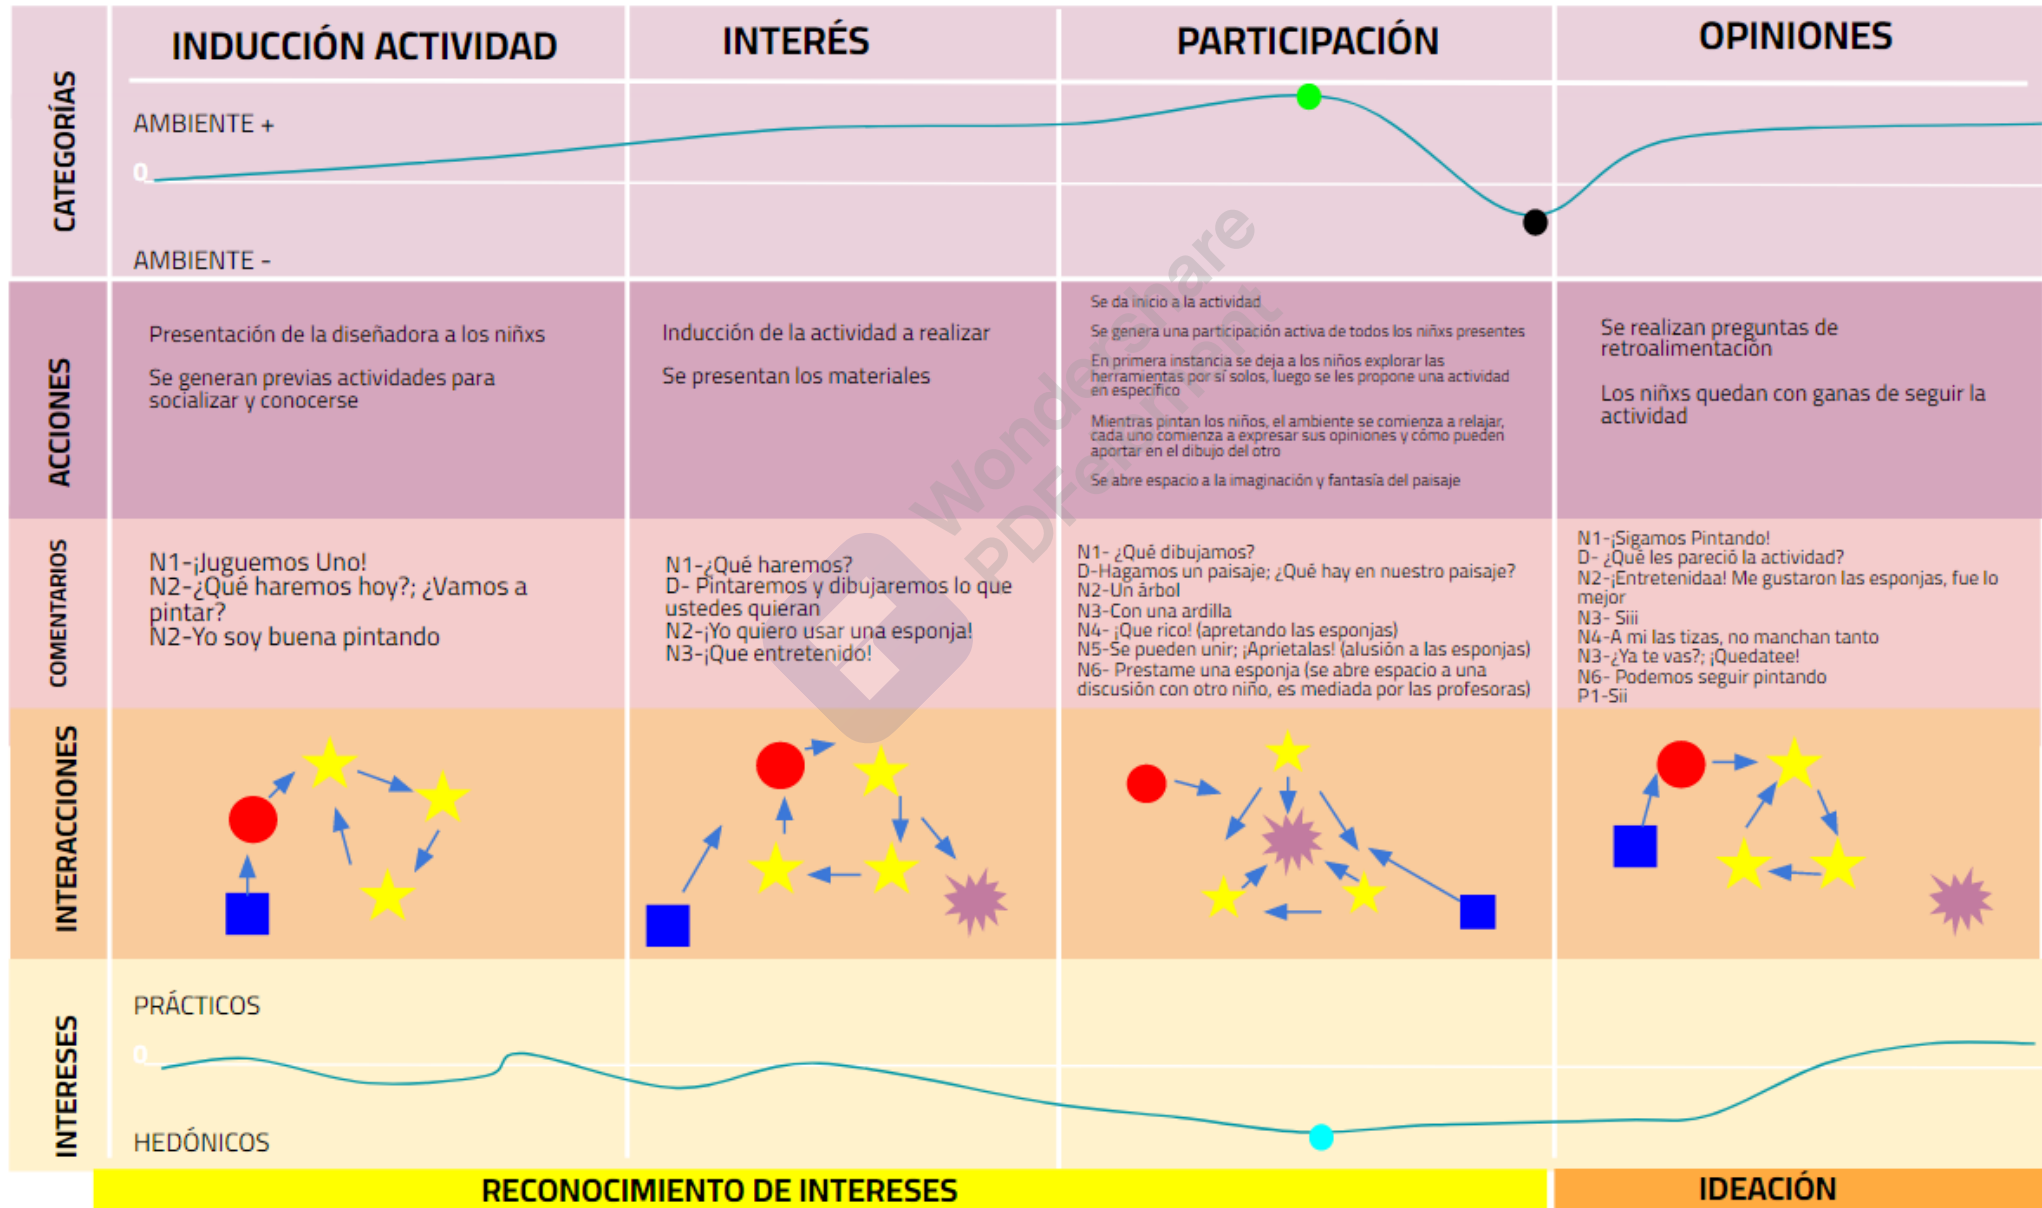 INDUCCIÓN ACTIVIDAD
INTERÉS
PARTICIPACIÓN
OPINIONES
CATEGORÍAS
AMBIENTE +
0
AMBIENTE -
ACCIONES
Presentación de la diseñadora a los niñxs
Se generan previas actividades para
socializar y conocerse
Inducción de la actividad a realizar
Se presentan los materiales
Se da inicio a la actividad
Se genera una participación activa de todos los niñxs presentes
En primera instancia se deja a los niños explorar las
herramientas por sí solos, luego se les propone una actividad
en específico
Mientras pintan los niños, el ambiente se comienza a relajar,
cada uno comienza a expresar sus opiniones y cómo pueden
aportar en el dibujo del otro
Se abre espacio a la imaginación y fantasía del paisaje
Se realizan preguntas de
retroalimentación
Los niñxs quedan con ganas de seguir la
actividad
COMENTARIOS
N1-¡Juguemos Uno!
N2-¿Qué haremos hoy?; ¿Vamos a
pintar?
N2-Yo soy buena pintando
N1-¿Qué haremos?
D- Pintaremos y dibujaremos lo que
ustedes quieran
N2-¡Yo quiero usar una esponja!
N3-¡Que entretenido!
N1- ¿Qué dibujamos?
D-Hagamos un paisaje; ¿Qué hay en nuestro paisaje?
N2-Un árbol
N3-Con una ardilla
N4- ¡Que rico! (apretando las esponjas)
N5-Se pueden unir; ¡Aprietalas! (alusión a las esponjas)
N6- Prestame una esponja (se abre espacio a una
discusión con otro niño, es mediada por las profesoras)
N1-¡Sigamos Pintando!
D- ¿Qué les pareció la actividad?
N2-¡Entretenidaa! Me gustaron las esponjas, fue lo
mejor
N3- Siii
N4-A mi las tizas, no manchan tanto
N3-¿Ya te vas?; ¡Quedatee!
N6- Podemos seguir pintando
P1-Sii
INTERACCIONES
INTERESES
PRÁCTICOS
0
HEDÓNICOS
RECONOCIMIENTO DE INTERESES
IDEACIÓN
Wondershare
PDFelement